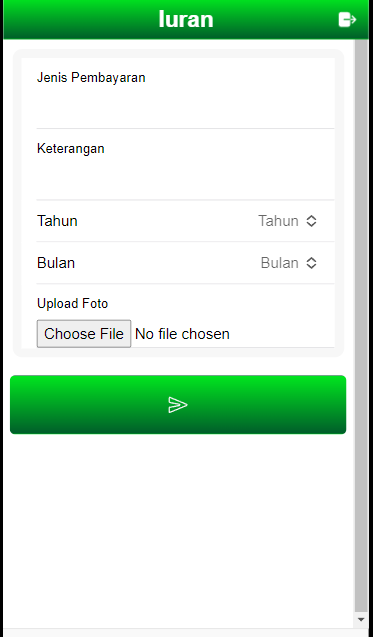 Iuran
Jenis Pembayaran
Keterangan
Tahun Tahun
Bulan Bulan
Upload Foto
Choose File No file chosen